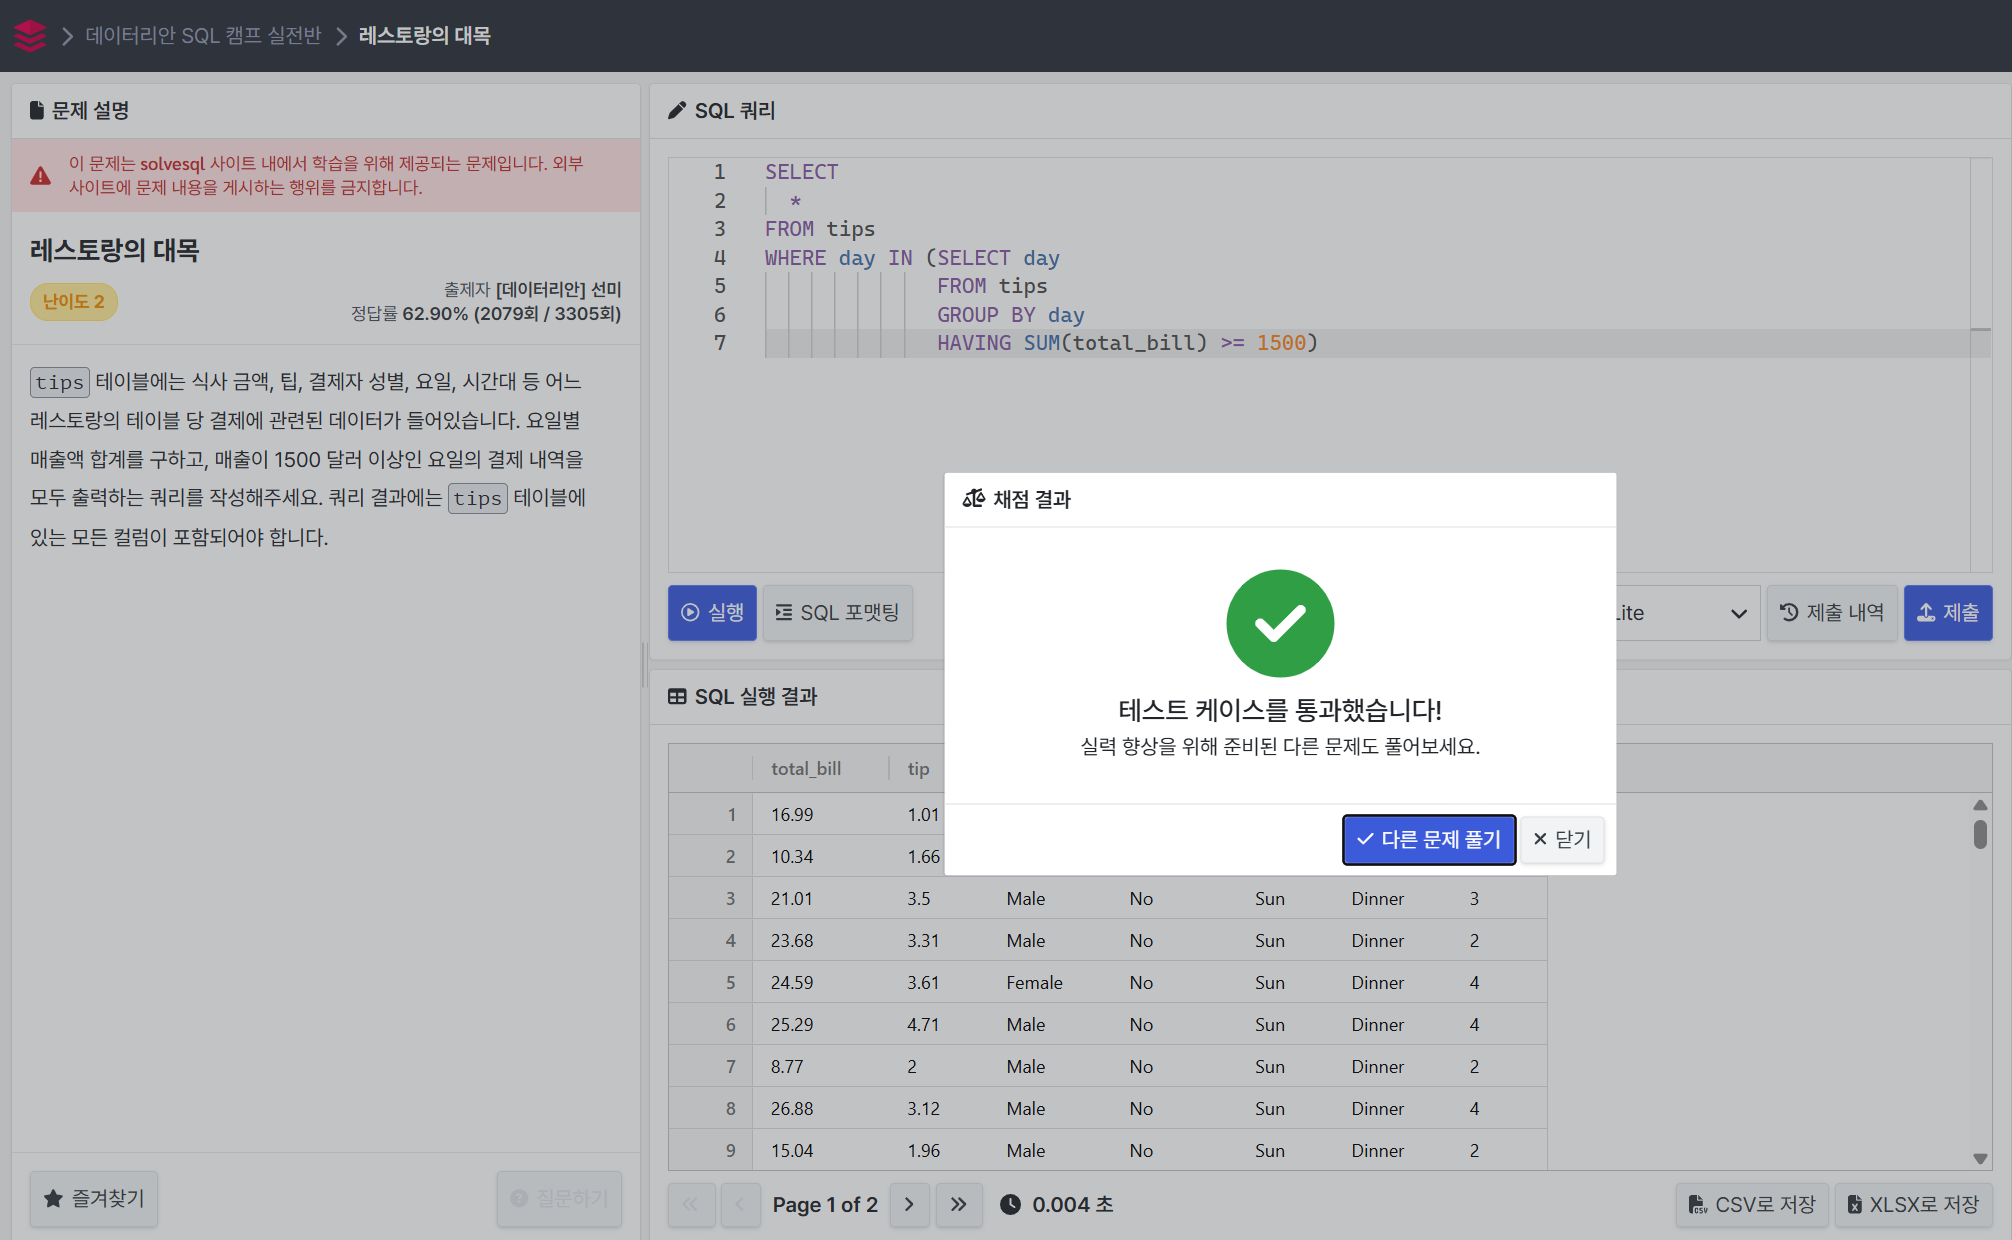 데이터리안 SQL 캠프 실전반
레스토랑의 대목
문제 설명
이 문제는 solvesql 사이트 내에서 학습을 위해 제공되는 문제입니다. 외부
사이트에 문제 내용을 게시하는 행위를 금지합니다.
레스토랑의 대목
난이도 2
출제자 [데이터리안] 선미
정답률 62.90% (2079회 / 3305회)
tips 테이블에는 식사 금액, 팁, 결제자 성별, 요일, 시간대 등 어느
레스토랑의 테이블 당 결제에 관련된 데이터가 들어있습니다. 요일별
매출액 합계를 구하고, 매출이 1500 달러 이상인 요일의 결제 내역을
모두 출력하는 쿼리를 작성해주세요. 쿼리 결과에는 tips 테이블에
있는 모든 컬럼이 포함되어야 합니다.
즐겨찾기
질문하기
SQL 쿼리
1 SELECT
2 *
3 FROM tips
4 WHERE day IN (SELECT day
5 FROM tips
6 GROUP BY day
7 HAVING SUM(total_bill) >= 1500)
실행
SQL 포맷팅
Lite
제출 내역
제출
채점 결과
테스트 케이스를 통과했습니다!
실력 향상을 위해 준비된 다른 문제도 풀어보세요.
다른 문제 풀기
닫기
SQL 실행 결과
total_bill tip
1 16.99 1.01
2 10.34 1.66
3 21.01 3.5 Male No Sun Dinner 3
4 23.68 3.31 Male No Sun Dinner 2
5 24.59 3.61 Female No Sun Dinner 4
6 25.29 4.71 Male No Sun Dinner 4
7 8.77 2 Male No Sun Dinner 2
8 26.88 3.12 Male No Sun Dinner 4
9 15.04 1.96 Male No Sun Dinner 2
Page 1 of 2
0.004 초
CSV로 저장
XLSX로 저장